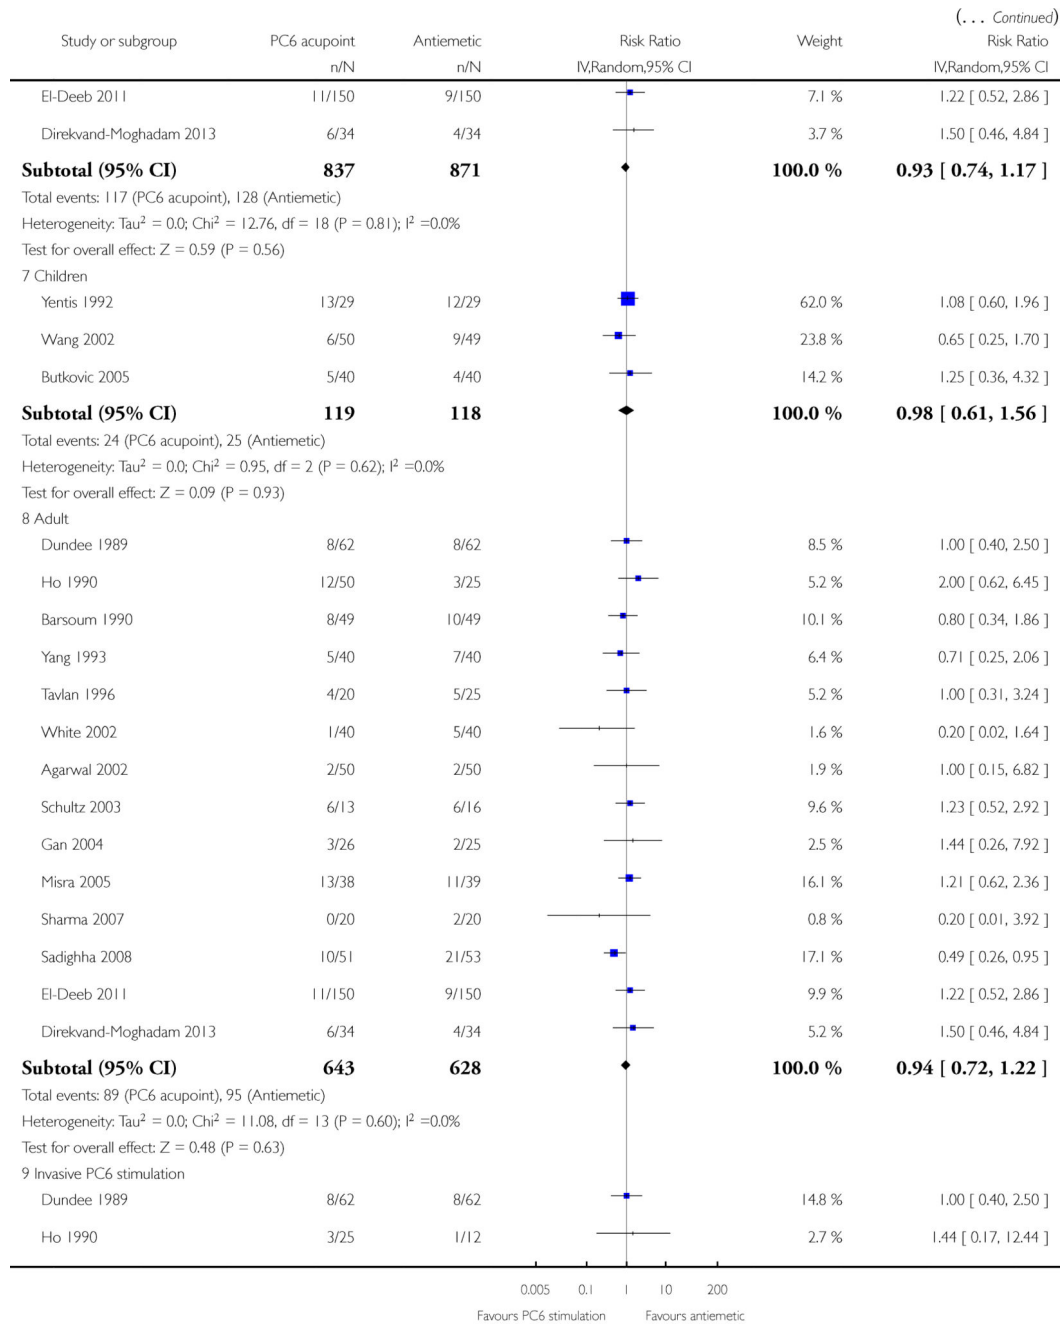 (... Continued)
Study or subgroup PC6 acupoint Antiemetic Risk Ratio Weight Risk Ratio
n/N n/N IV,Random,95% CI IV,Random,95% CI
El-Deeb 2011 11/150 9/150 7.1 % 1.22 [ 0.52, 2.86 ]
Direkvand-Moghadam 2013 6/34 4/34 3.7 % 1.50 [ 0.46, 4.84 ]
Subtotal (95% CI) 837 871 100.0 % 0.93 [ 0.74, 1.17 ]
Total events: 117 (PC6 acupoint), 128 (Antiemetic)
Heterogeneity: Tau² = 0.0; Chi² = 12.76, df = 18 (P = 0.81); I² =0.0%
Test for overall effect: Z = 0.59 (P = 0.56)
7 Children
Yentis 1992 13/29 12/29 62.0 % 1.08 [ 0.60, 1.96 ]
Wang 2002 6/50 9/49 23.8 % 0.65 [ 0.25, 1.70 ]
Butkovic 2005 5/40 4/40 14.2 % 1.25 [ 0.36, 4.32 ]
Subtotal (95% CI) 119 118 100.0 % 0.98 [ 0.61, 1.56 ]
Total events: 24 (PC6 acupoint), 25 (Antiemetic)
Heterogeneity: Tau² = 0.0; Chi² = 0.95, df = 2 (P = 0.62); I² =0.0%
Test for overall effect: Z = 0.09 (P = 0.93)
8 Adult
Dundee 1989 8/62 8/62 8.5 % 1.00 [ 0.40, 2.50 ]
Ho 1990 12/50 3/25 5.2 % 2.00 [ 0.62, 6.45 ]
Barsoum 1990 8/49 10/49 10.1 % 0.80 [ 0.34, 1.86 ]
Yang 1993 5/40 7/40 6.4 % 0.71 [ 0.25, 2.06 ]
Tavlan 1996 4/20 5/25 5.2 % 1.00 [ 0.31, 3.24 ]
White 2002 1/40 5/40 1.6 % 0.20 [ 0.02, 1.64 ]
Agarwal 2002 2/50 2/50 1.9 % 1.00 [ 0.15, 6.82 ]
Schultz 2003 6/13 6/16 9.6 % 1.23 [ 0.52, 2.92 ]
Gan 2004 3/26 2/25 2.5 % 1.44 [ 0.26, 7.92 ]
Misra 2005 13/38 11/39 16.1 % 1.21 [ 0.62, 2.36 ]
Sharma 2007 0/20 2/20 0.8 % 0.20 [ 0.01, 3.92 ]
Sadighha 2008 10/51 21/53 17.1 % 0.49 [ 0.26, 0.95 ]
El-Deeb 2011 11/150 9/150 9.9 % 1.22 [ 0.52, 2.86 ]
Direkvand-Moghadam 2013 6/34 4/34 5.2 % 1.50 [ 0.46, 4.84 ]
Subtotal (95% CI) 643 628 100.0 % 0.94 [ 0.72, 1.22 ]
Total events: 89 (PC6 acupoint), 95 (Antiemetic)
Heterogeneity: Tau² = 0.0; Chi² = 11.08, df = 13 (P = 0.60); I² =0.0%
Test for overall effect: Z = 0.48 (P = 0.63)
9 Invasive PC6 stimulation
Dundee 1989 8/62 8/62 14.8 % 1.00 [ 0.40, 2.50 ]
Ho 1990 3/25 1/12 2.7 % 1.44 [ 0.17, 12.44 ]
0.005 0.1 1 10 200
Favours PC6 stimulation Favours antiemetic